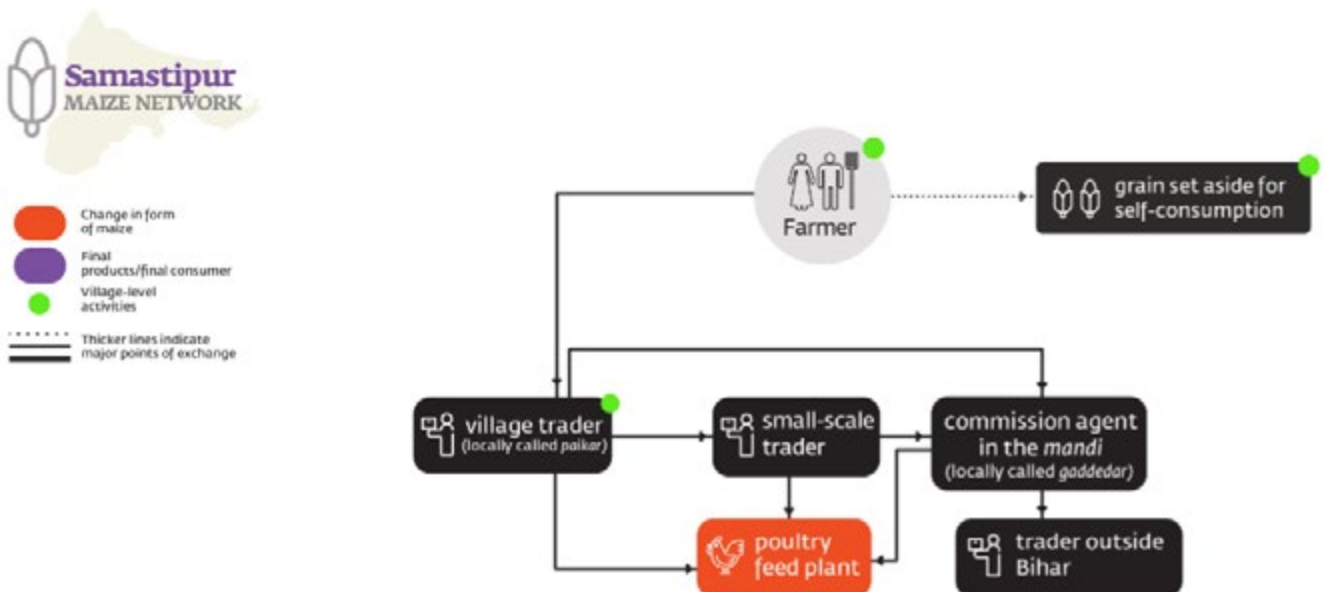 Samastipur
MAIZE NETWORK
Change in form
of maize
Final
products/final consumer
Village-level
activities
Thicker lines indicate
major points of exchange
Farmer
grain set aside for
self-consumption
village trader
(locally called paikar)
small-scale
trader
commission agent
in the mandi
(locally called gaddedar)
poultry
feed plant
trader outside
Bihar